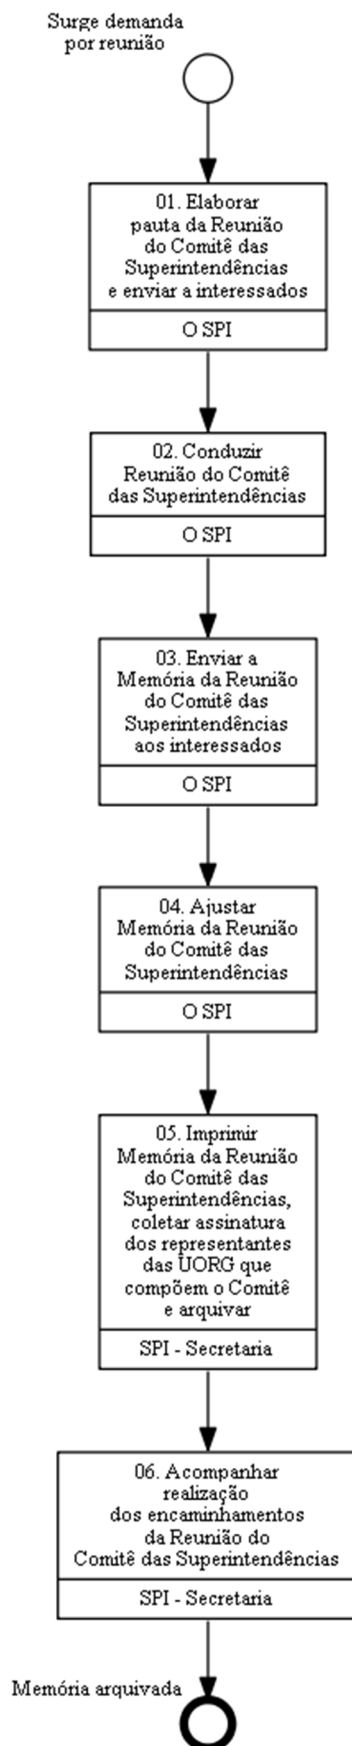 Surge demanda
por reunião
01. Elaborar
pauta da Reunião
do Comitê das
Superintendências
e enviar a interessados
O SPI
02. Conduzir
Reunião do Comitê
das Superintendências
O SPI
03. Enviar a
Memória da Reunião
do Comitê das
Superintendências
aos interessados
O SPI
04. Ajustar
Memória da Reunião
do Comitê das
Superintendências
O SPI
05. Imprimir
Memória da Reunião
do Comitê das
Superintendências,
coletar assinatura
dos representantes
das UORG que
compõem o Comitê
e arquivar
SPI - Secretaria
06. Acompanhar
realização
dos encaminhamentos
da Reunião do
Comitê das Superintendências
SPI - Secretaria
Memória arquivada